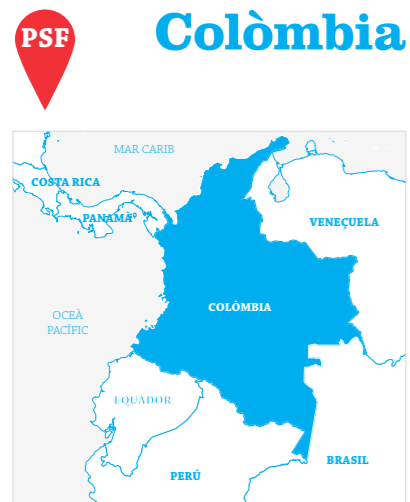 PSF
Colòmbia
MAR CARIB
COSTA RICA
PANAMÀ
VENEÇUELA
COLÒMBIA
OCEÀ
PACÍFIC
EQUADOR
BRASIL
PERÚ